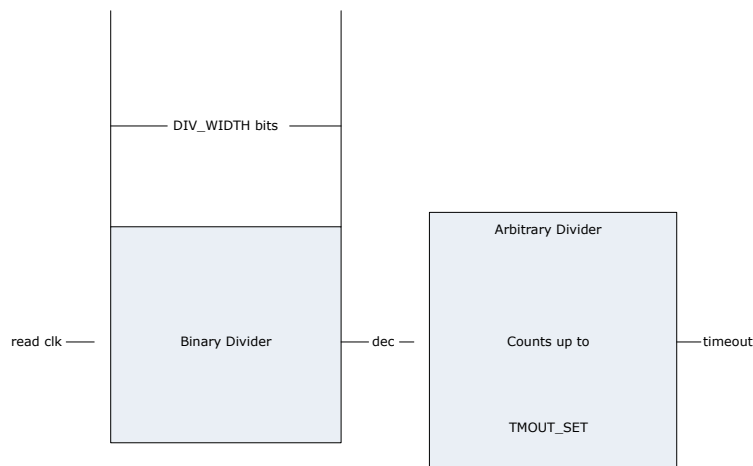 DIV_WIDTH bits
Arbitrary Divider
read clk
Binary Divider
dec
Counts up to
timeout
TMOUT_SET